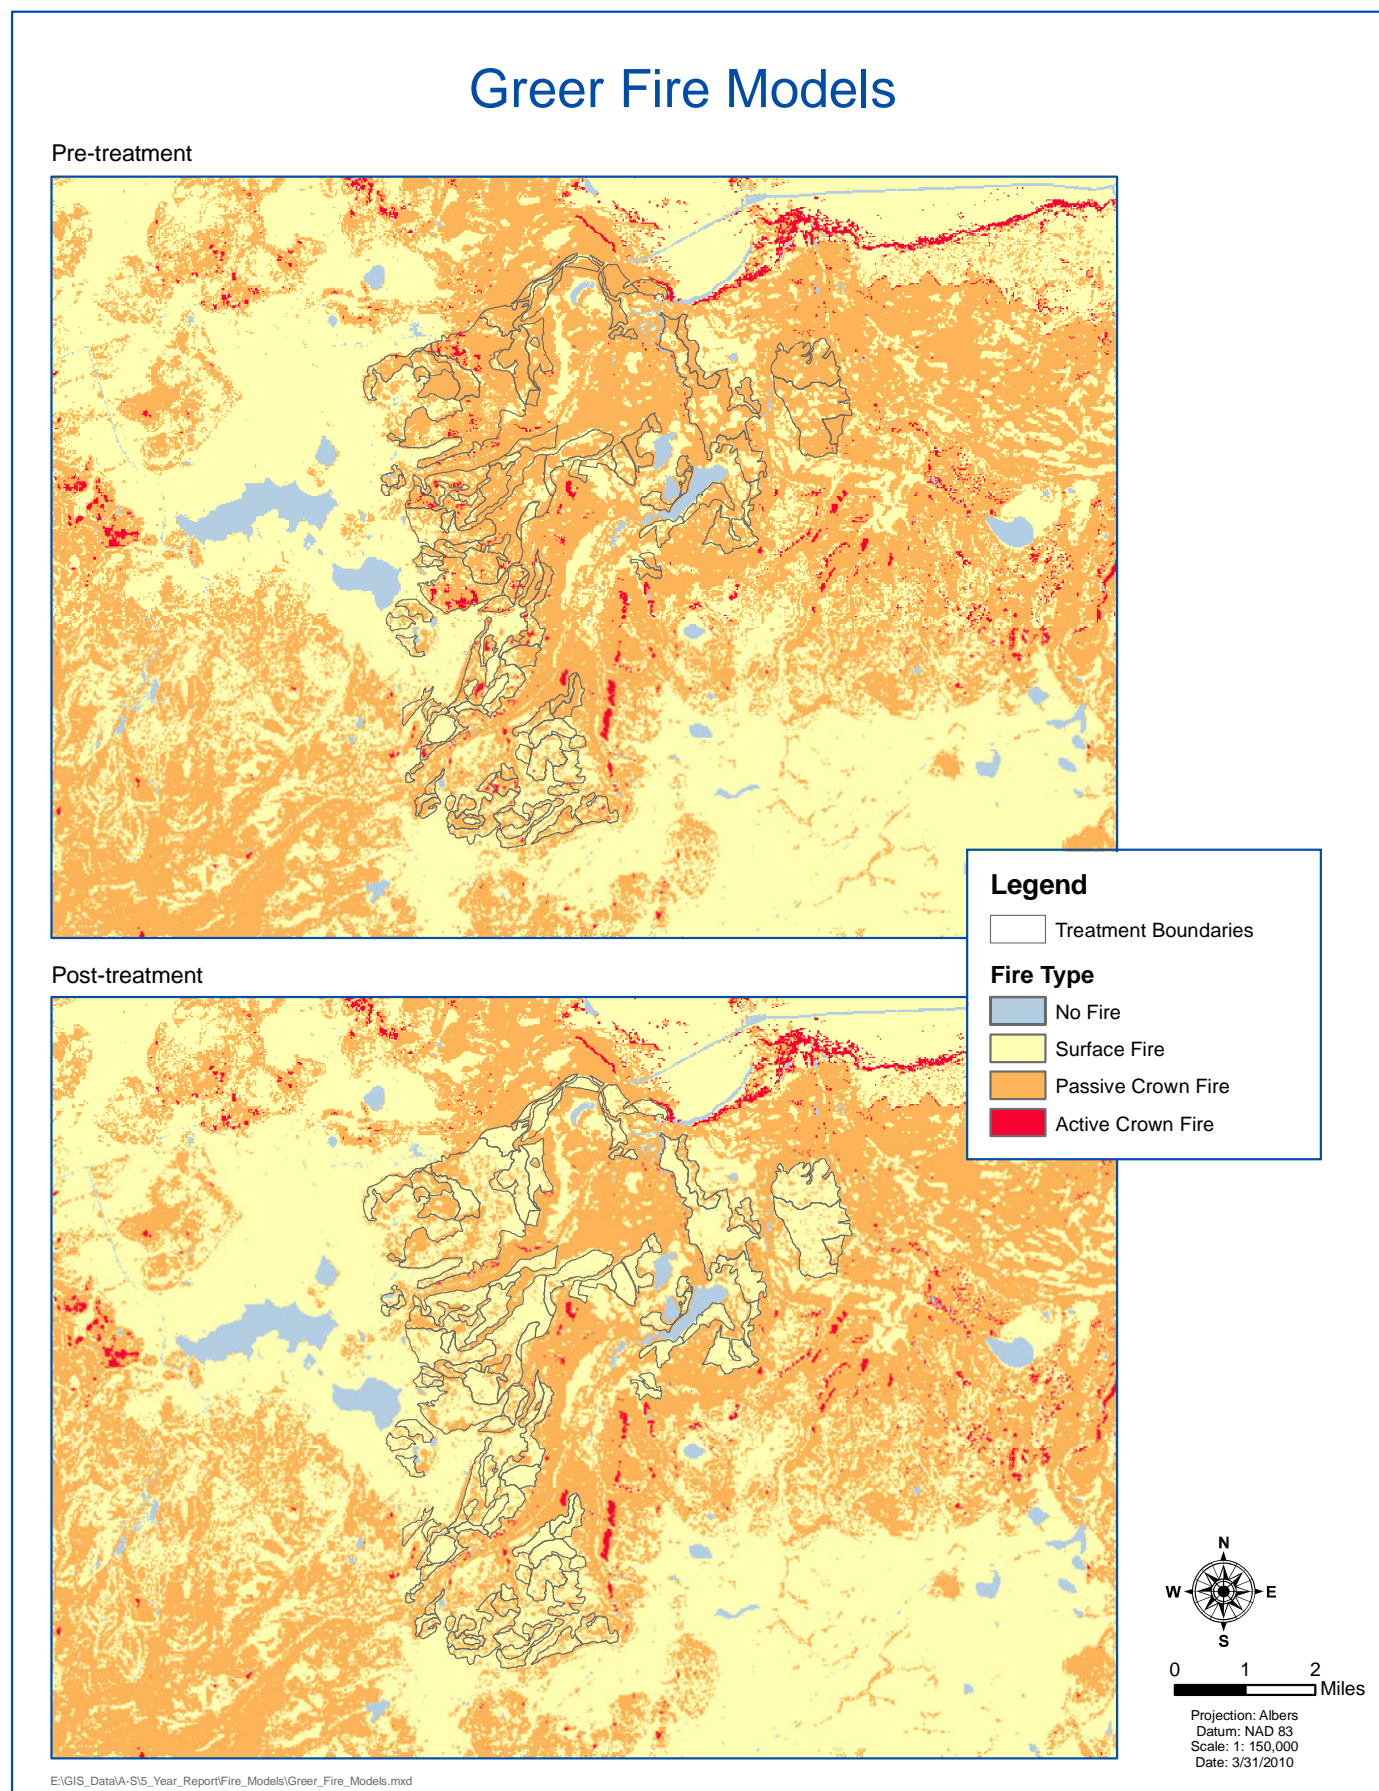 Greer Fire Models
Pre-treatment
Legend
Treatment Boundaries
Post-treatment
Fire Type
No Fire
Surface Fire
Passive Crown Fire
Active Crown Fire
N
W E
S
0 1 2
Miles
Projection: Albers
Datum: NAD 83
Scale: 1: 150,000
Date: 3/31/2010
E:\GIS_Data\A-S\5_Year_Report\Fire_Models\Greer_Fire_Models.mxd